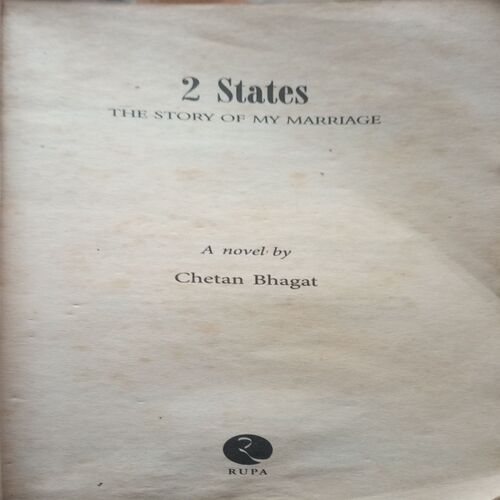 2 States
THE STORY OF MY MARRIAGE
A novel by
Chetan Bhagat
RUPA